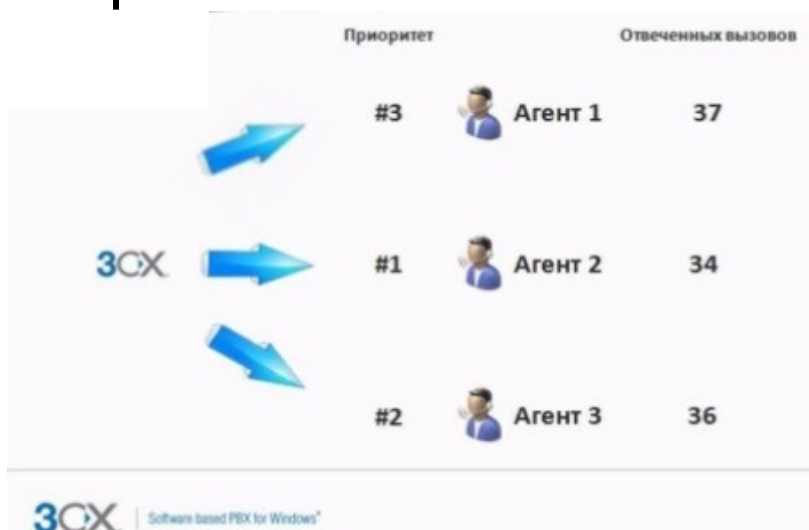 Приоритет Отвеченных вызовов
#3 Агент 1 37
3CX #1 Агент 2 34
#2 Агент 3 36
3CX Software based PBX for Windows®